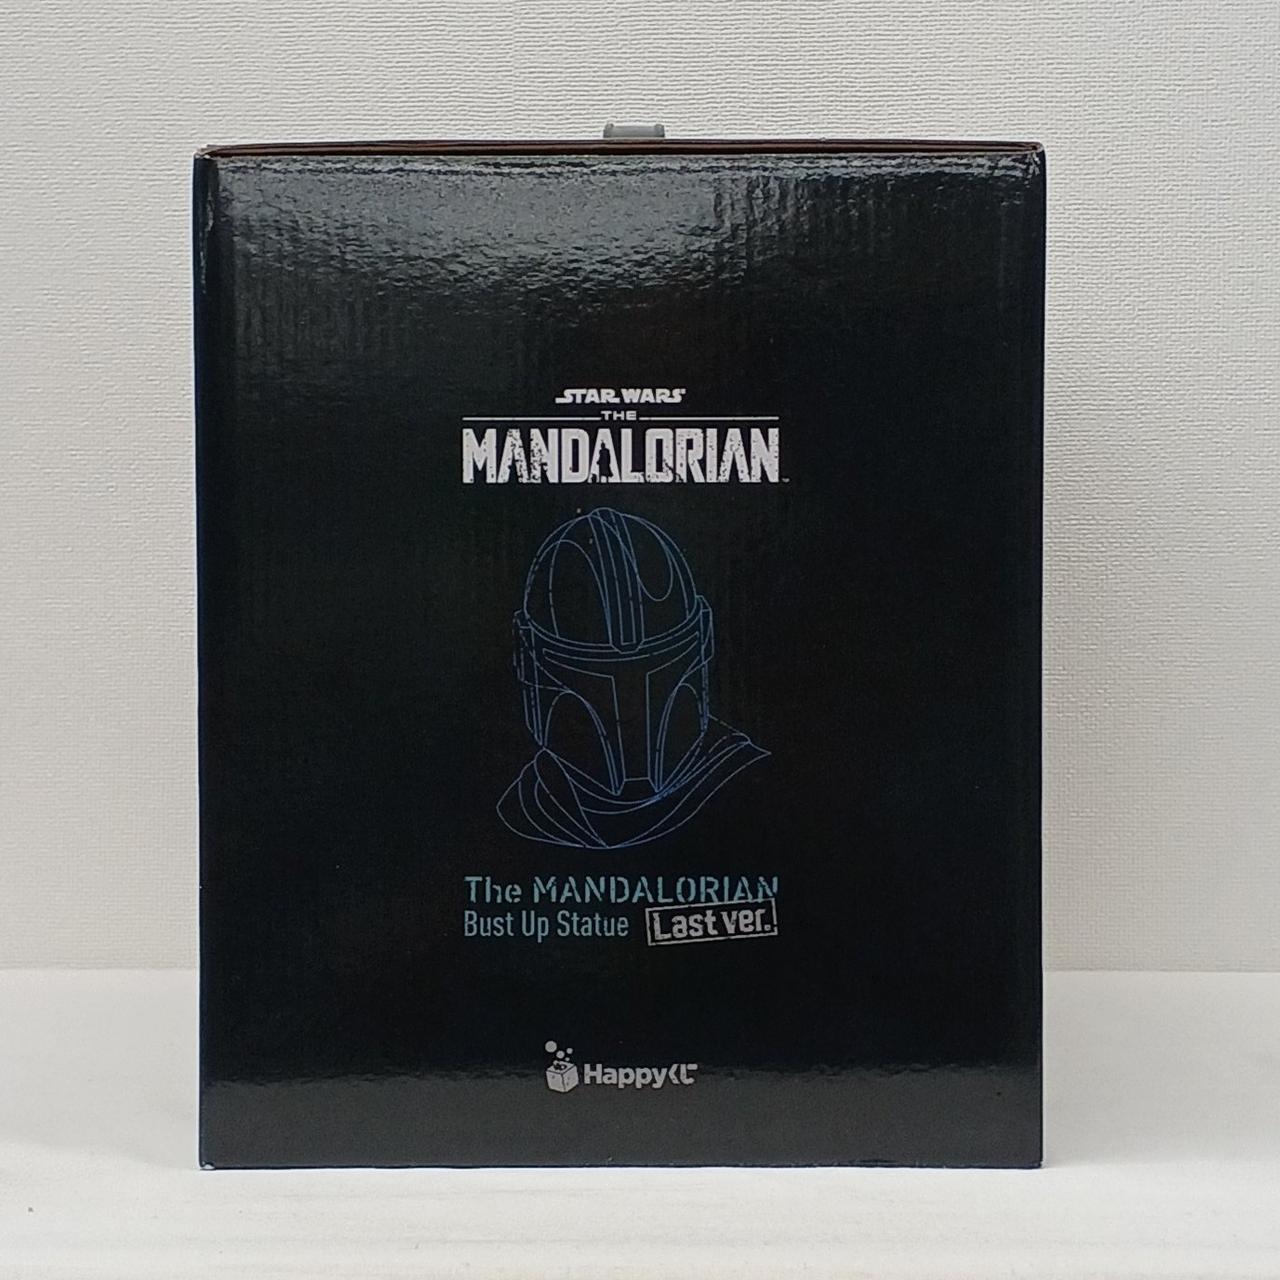 STAR WARS
THE
MANDALORIAN
The MANDALORIAN
Bust Up Statue Last ver.
Happyくじ